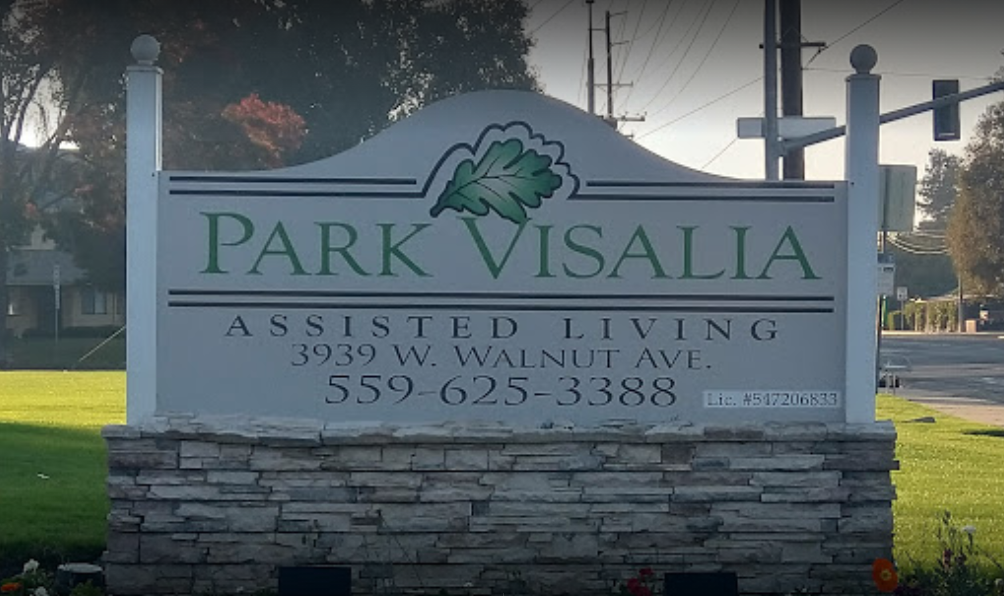 PARK VISALIA
ASSISTED LIVING
3939 W. WALNUT AVE.
559-625-3388
Lic. #547206833